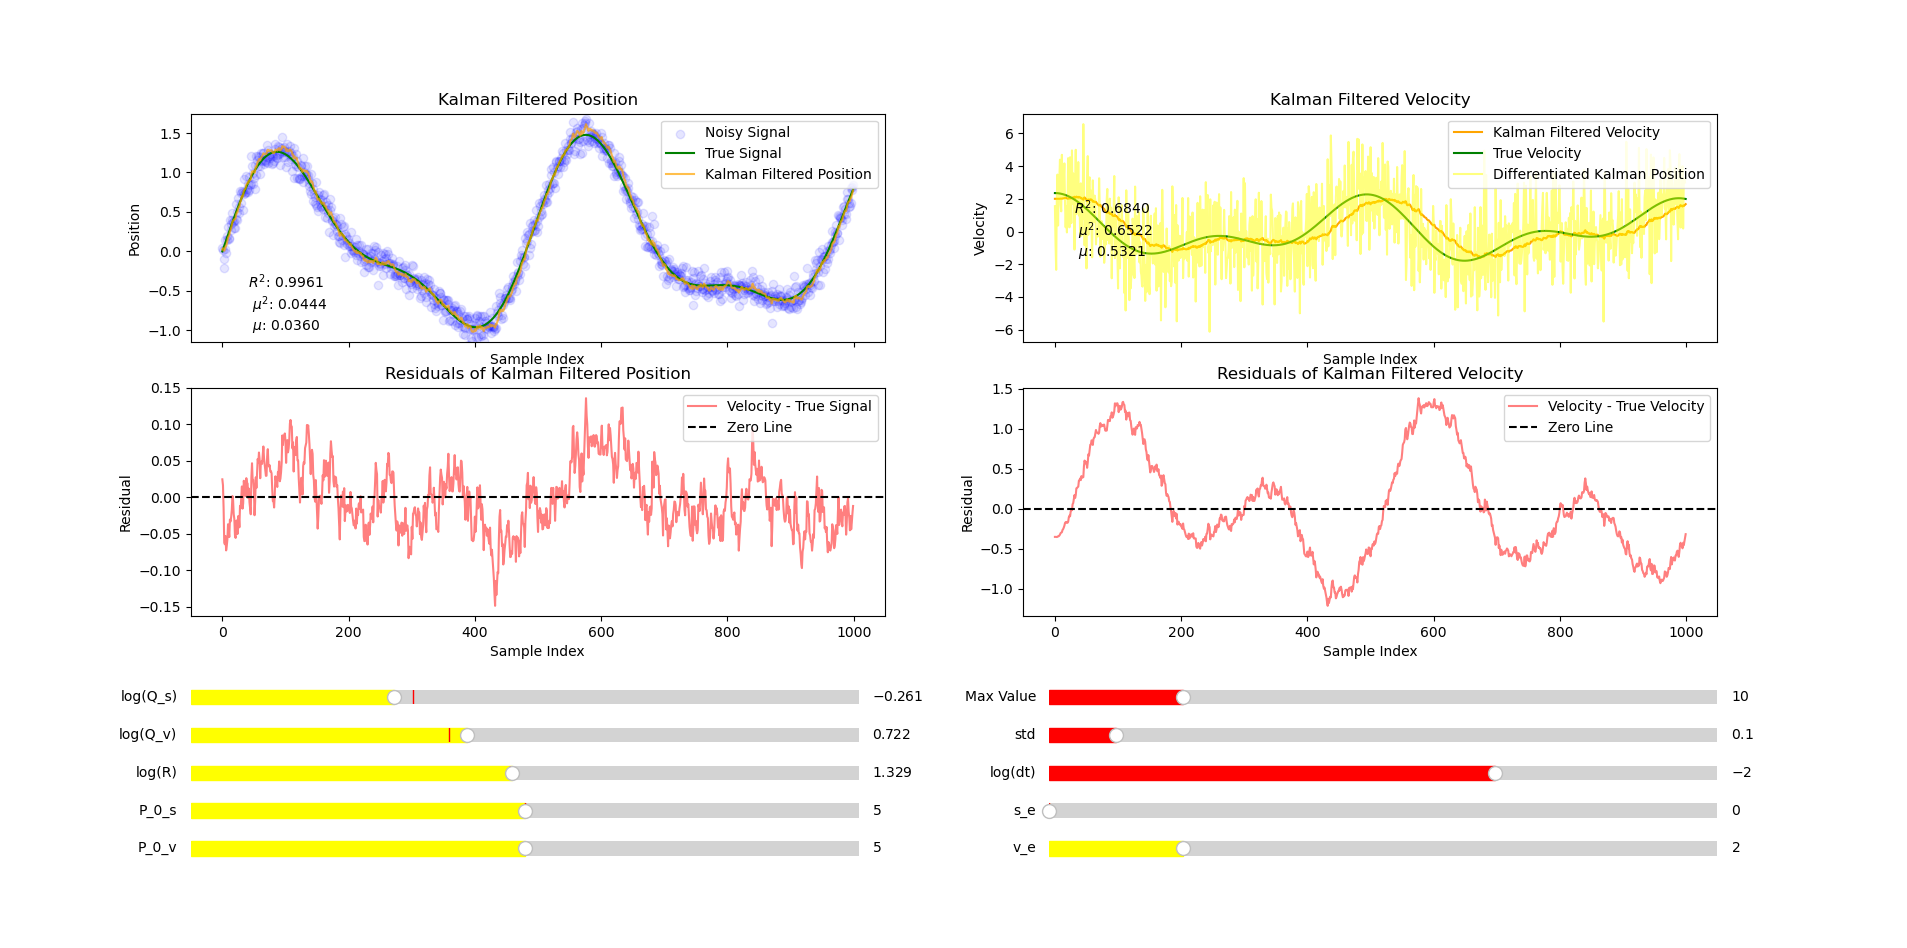 Kalman Filtered Position
Position
1.5
1.0
0.5
0.0
−0.5
−1.0
Noisy Signal
True Signal
Kalman Filtered Position
R²: 0.9961
μ²: 0.0444
μ: 0.0360
Sample Index
Kalman Filtered Velocity
Velocity
6
4
2
0
−2
−4
−6
Kalman Filtered Velocity
True Velocity
Differentiated Kalman Position
R²: 0.6840
μ²: 0.6522
μ: 0.5321
Sample Index
Residuals of Kalman Filtered Position
Residual
0.15
0.10
0.05
0.00
−0.05
−0.10
−0.15
Velocity - True Signal
Zero Line
0 200 400 600 800 1000
Sample Index
Residuals of Kalman Filtered Velocity
Residual
1.5
1.0
0.5
0.0
−0.5
−1.0
Velocity - True Velocity
Zero Line
0 200 400 600 800 1000
Sample Index
log(Q_s) −0.261
log(Q_v) 0.722
log(R) 1.329
P_0_s 5
P_0_v 5
Max Value 10
std 0.1
log(dt) −2
s_e 0
v_e 2